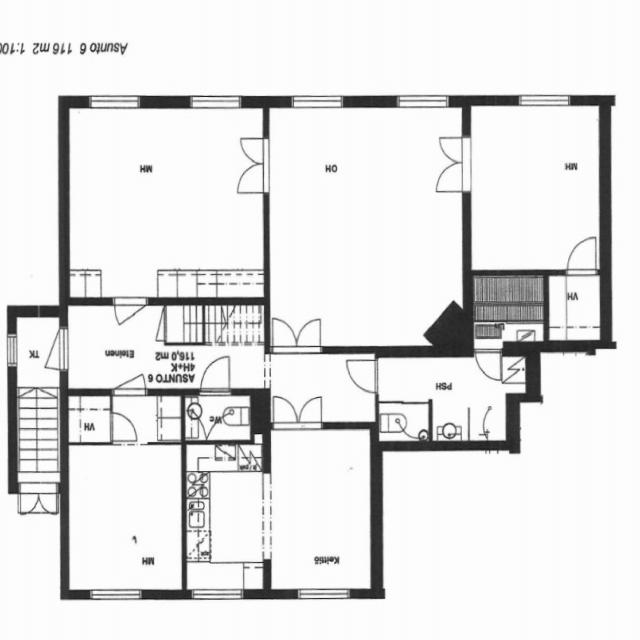 Keittiö
MH
VH
Wc
PSH
ASUNTO 6
4H+K
116,0 m2
Eteinen
TK
VH
MH
OH
MH
Asunto 6 116 m2 1:100